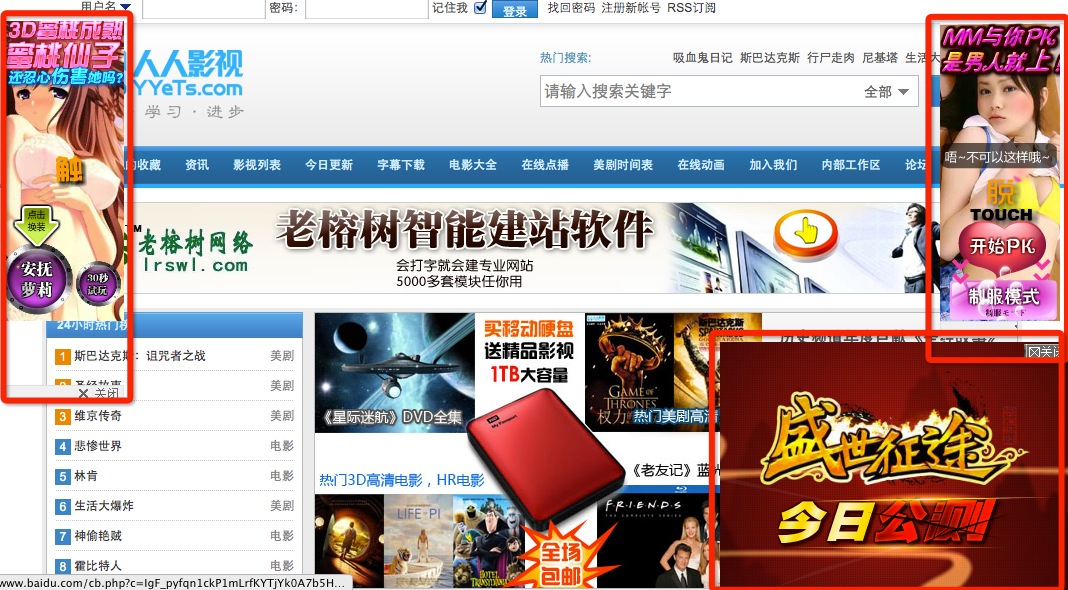 用户名
密码:
记住我
登录
找回密码 注册新帐号 RSS订阅
3D蜜桃成熟
蜜桃仙子
还忍心伤害她吗?
触
点击
换装
安抚
萝莉
30秒
试玩
关闭
人人影视
YYeTs.com
学习·进步
热门搜索:
吸血鬼日记 斯巴达克斯 行尸走肉 尼基塔 生活大
请输入搜索关键字
全部
MM与你PK
是男人就上!
唔~不可以这样哦~
脱
TOUCH
开始PK
制服模式
制服モード
关闭
的收藏 资讯 影视列表 今日更新 字幕下载 电影大全 在线点播 美剧时间表 在线动画 加入我们 内部工作区 论坛
TM
老榕树网络
lrswl.com
老榕树智能建站软件
会打字就会建专业网站
5000多套模块任你用
24小时热门榜
1 斯巴达克斯：诅咒者之战 美剧
2 圣经故事 美剧
3 维京传奇 美剧
4 悲惨世界 电影
5 林肯 电影
6 生活大爆炸 美剧
7 神偷艳贼 电影
8 霍比特人 电影
《星际迷航》DVD全集
买移动硬盘
送精品影视
1TB大容量
WD
My Passport
GAME OF
THRONES
权力
热门美剧高清
热门3D高清电影，HR电影
《老友记》蓝光
LIFE OF PI
HOTEL
TRANSYLVANIA
FRIENDS
全场
包邮
盛世征途
今日公测!
www.baidu.com/cb.php?c=IgF_pyfqn1ckP1mLrfKYTjYk0A7b5H...